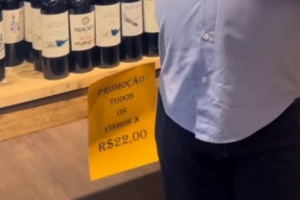 PROMOÇÃO
TODOS
OS
VINHOS A
R$22,00